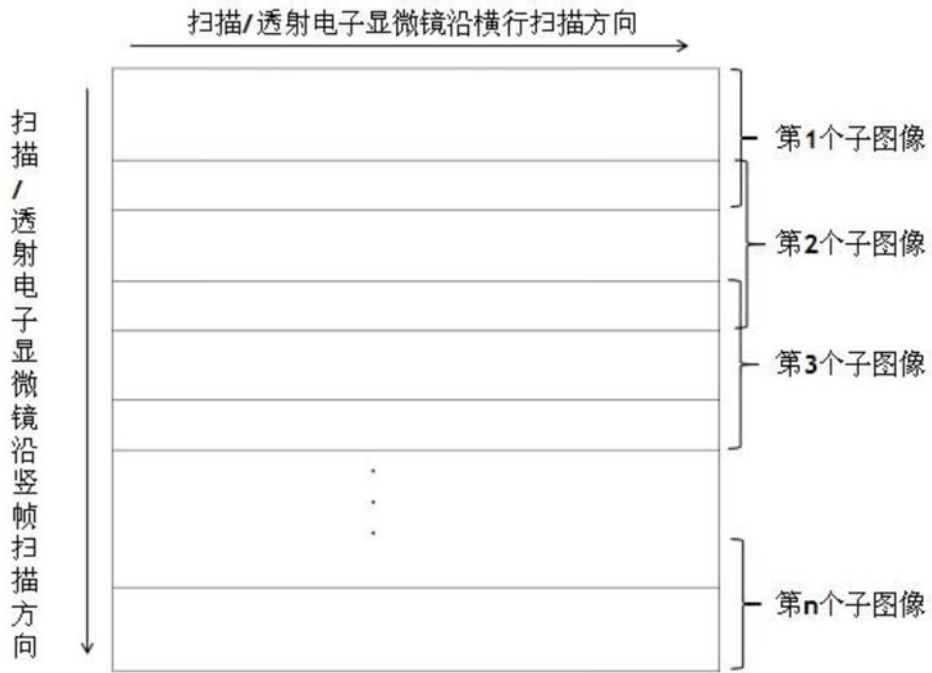 扫描/透射电子显微镜沿横行扫描方向
扫描/透射电子显微镜沿竖帧扫描方向
第1个子图像
第2个子图像
第3个子图像
第n个子图像